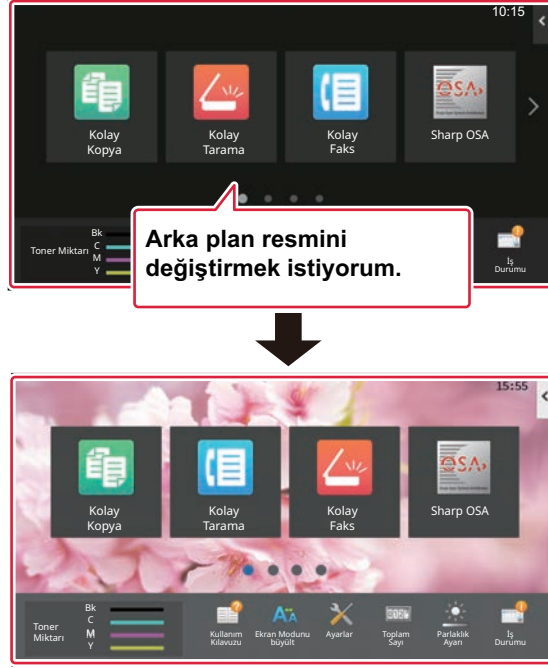 10:15
Kolay
Kopya
Kolay
Tarama
Kolay
Faks
OSA
Sharp OSA
Toner Miktarı
Bk
C
M
Y
Arka plan resmini
değiştirmek istiyorum.
İş
Durumu
15:55
Kolay
Kopya
Kolay
Tarama
Kolay
Faks
OSA
Sharp OSA
Toner
Miktarı
Bk
C
M
Y
Kullanım
Kılavuzu
Ekran Modunu
büyült
Ayarlar
Toplam
Sayı
Parlaklık
Ayarı
İş
Durumu